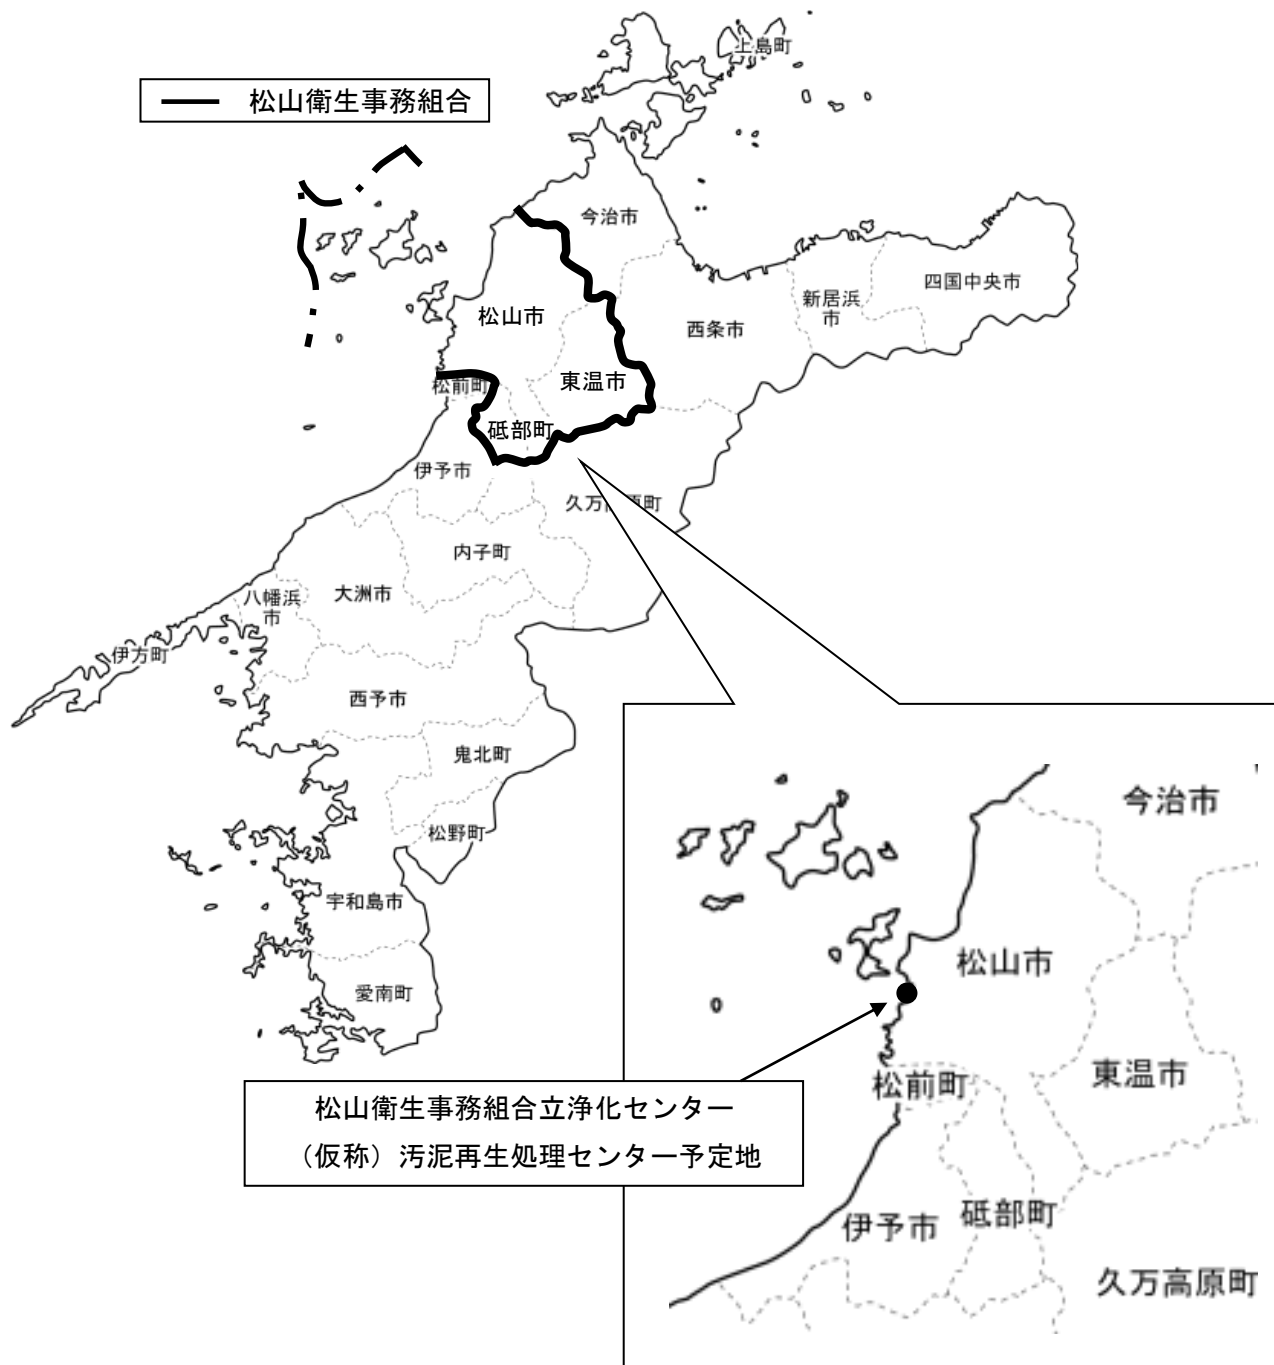 上島町
松山衛生事務組合
今治市
四国中央市
新居浜
市
松山市
西条市
東温市
松前町
砥部町
伊予市
久万高原町
内子町
大洲市
八幡浜
市
伊方町
西予市
鬼北町
松野町
宇和島市
愛南町
今治市
松山市
東温市
松前町
松山衛生事務組合立浄化センター
（仮称）汚泥再生処理センター予定地
伊予市
砥部町
久万高原町